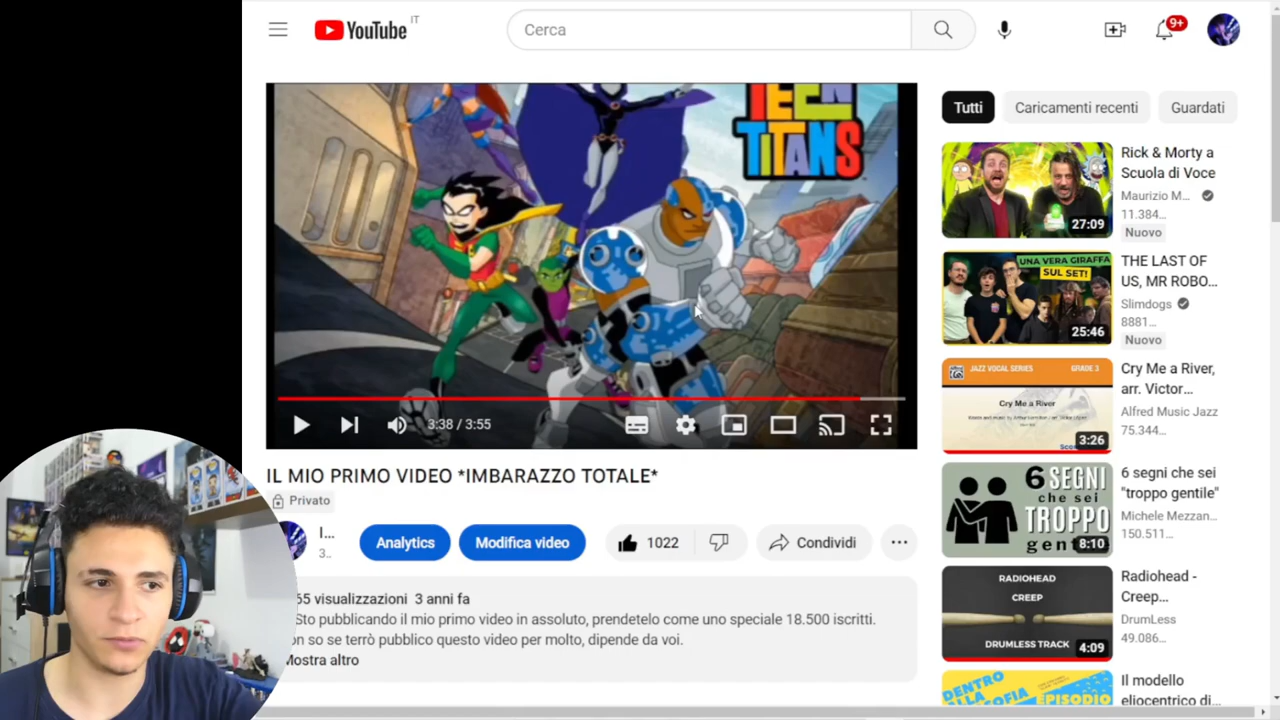 YouTube IT
Cerca
9+
TEEN
TITANS
3:38 / 3:55
IL MIO PRIMO VIDEO *IMBARAZZO TOTALE*
Privato
I...
3..
Analytics
Modifica video
1022
Condividi
65 visualizzazioni 3 anni fa
Sto pubblicando il mio primo video in assoluto, prendetelo come uno speciale 18.500 iscritti.
on so se terrò pubblico questo video per molto, dipende da voi.
Mostra altro
Tutti
Caricamenti recenti
Guardati
27:09
Rick & Morty a
Scuola di Voce
Maurizio M...
11.384...
Nuovo
UNA VERA GIRAFFA
SUL SET!
25:46
THE LAST OF
US, MR ROBO...
Slimdogs
8881...
Nuovo
JAZZ VOCAL SERIES
GRADE 3
Cry Me a River
3:26
Cry Me a River,
arr. Victor...
Alfred Music Jazz
75.344...
6 SEGNI
che sei
TROPPO
gen
8:10
6 segni che sei
"troppo gentile"
Michele Mezzan...
150.511...
RADIOHEAD
CREEP
DRUMLESS TRACK
4:09
Radiohead -
Creep...
DrumLess
49.086...
DENTRO
EPISODIO
Il modello
eliocentrico di...